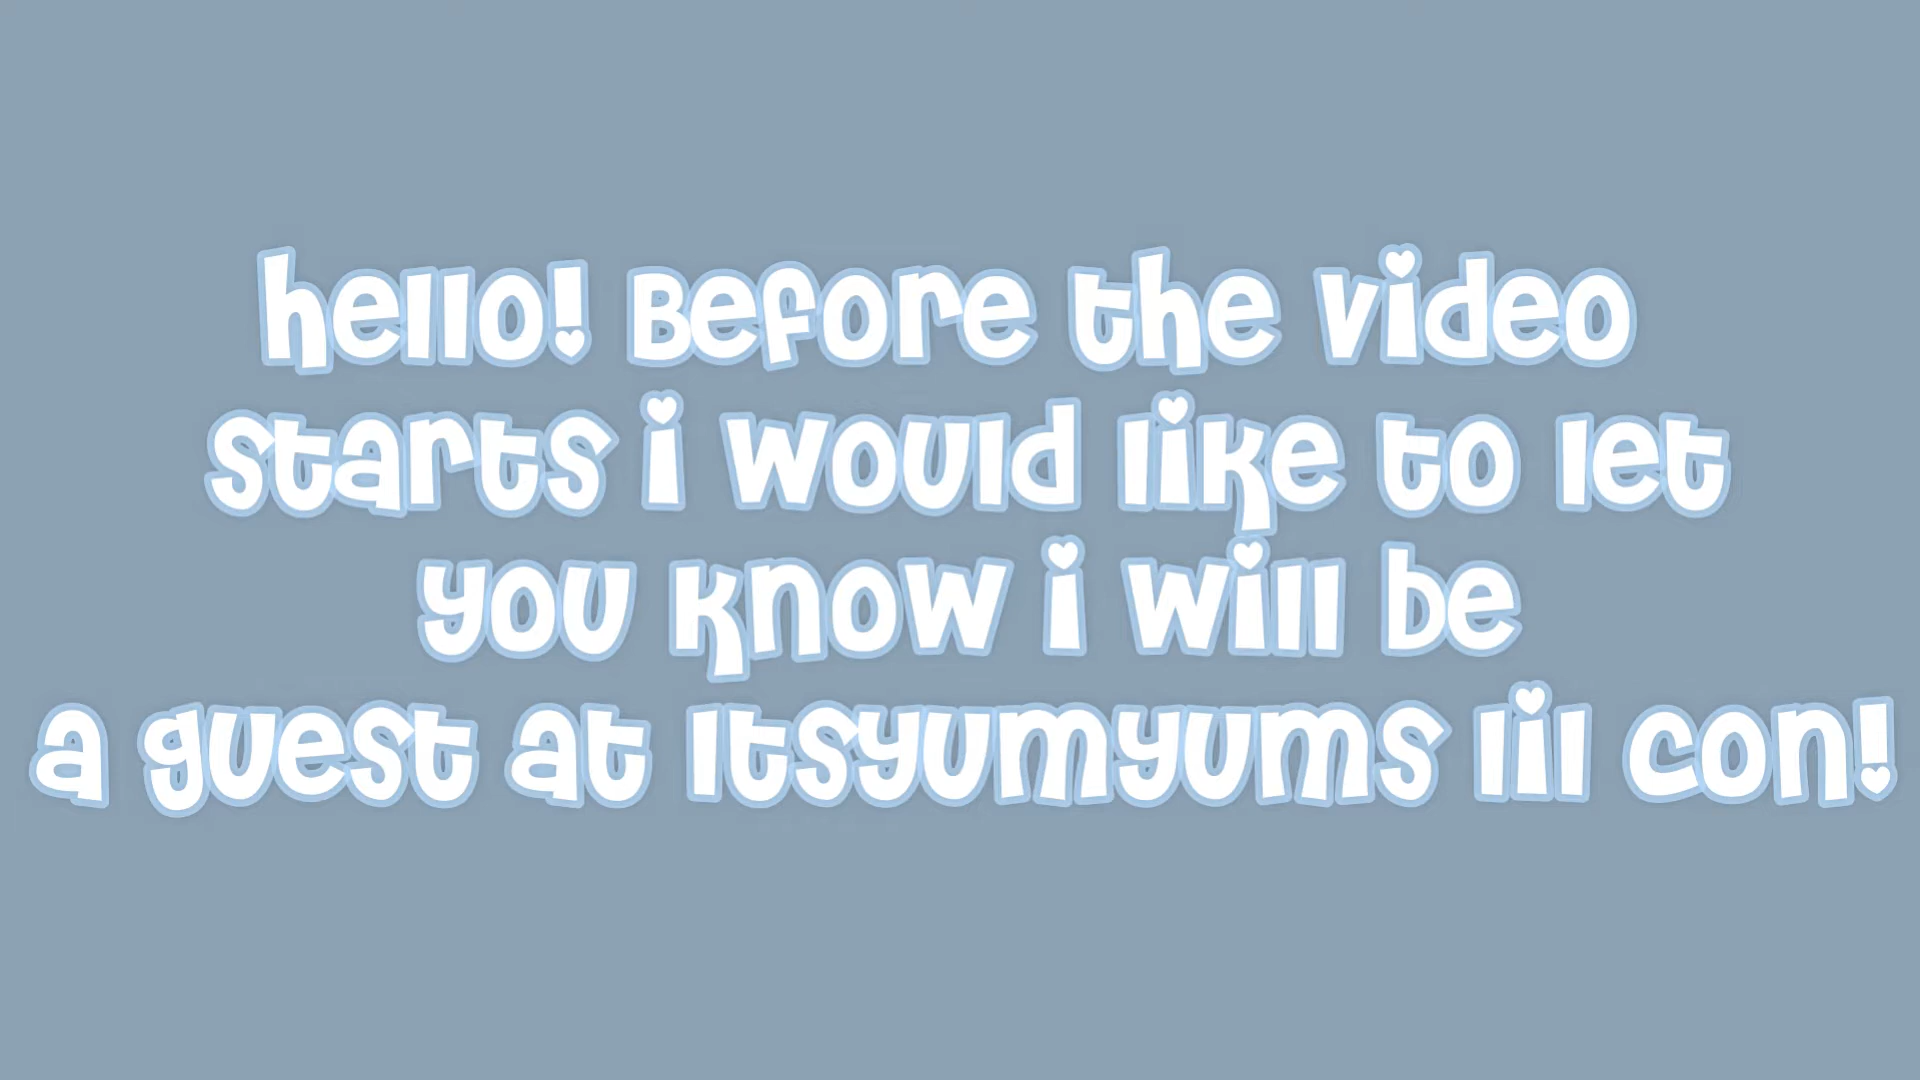 hello! Before the video
starts i would like to let
you know i will be
a guest at Itsyumyums lil con!